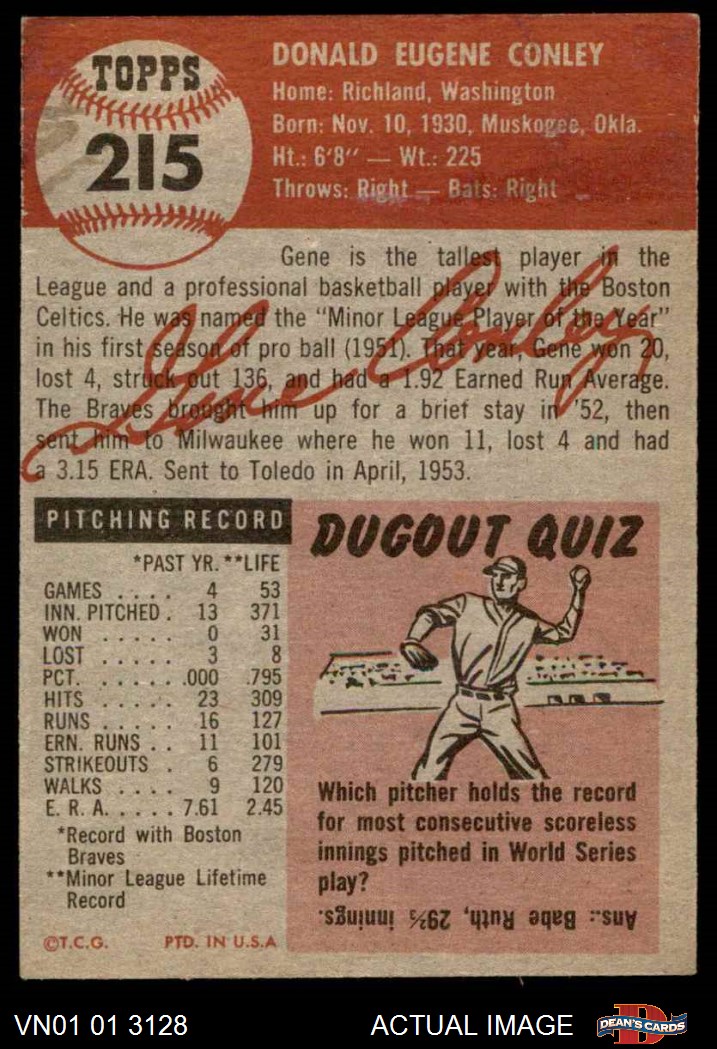 TOPPS
215
DONALD EUGENE CONLEY
Home: Richland, Washington
Born: Nov. 10, 1930, Muskogee, Okla.
Ht.: 6'8" — Wt.: 225
Throws: Right — Bats: Right
Gene is the tallest player in the
League and a professional basketball player with the Boston
Celtics. He was named the "Minor League Player of the Year"
in his first season of pro ball (1951). That year, Gene won 20,
lost 4, struck out 136, and had a 1.92 Earned Run Average.
The Braves brought him up for a brief stay in '52, then
sent him to Milwaukee where he won 11, lost 4 and had
a 3.15 ERA. Sent to Toledo in April, 1953.
Gene Conley
PITCHING RECORD
*PAST YR. **LIFE
GAMES . . . . 4 53
INN. PITCHED . 13 371
WON . . . . . 0 31
LOST . . . . . 3 8
PCT. . . . . . .000 .795
HITS . . . . . 23 309
RUNS . . . . . 16 127
ERN. RUNS . . 11 101
STRIKEOUTS . 6 279
WALKS . . . . 9 120
E. R. A. . . . . 7.61 2.45
*Record with Boston
Braves
**Minor League Lifetime
Record
©T.C.G. PTD. IN U.S.A
DUGOUT QUIZ
Which pitcher holds the record
for most consecutive scoreless
innings pitched in World Series
play?
Ans.: Babe Ruth, 29⅔ innings.
VN01 01 3128
ACTUAL IMAGE
D
DEAN'S CARDS